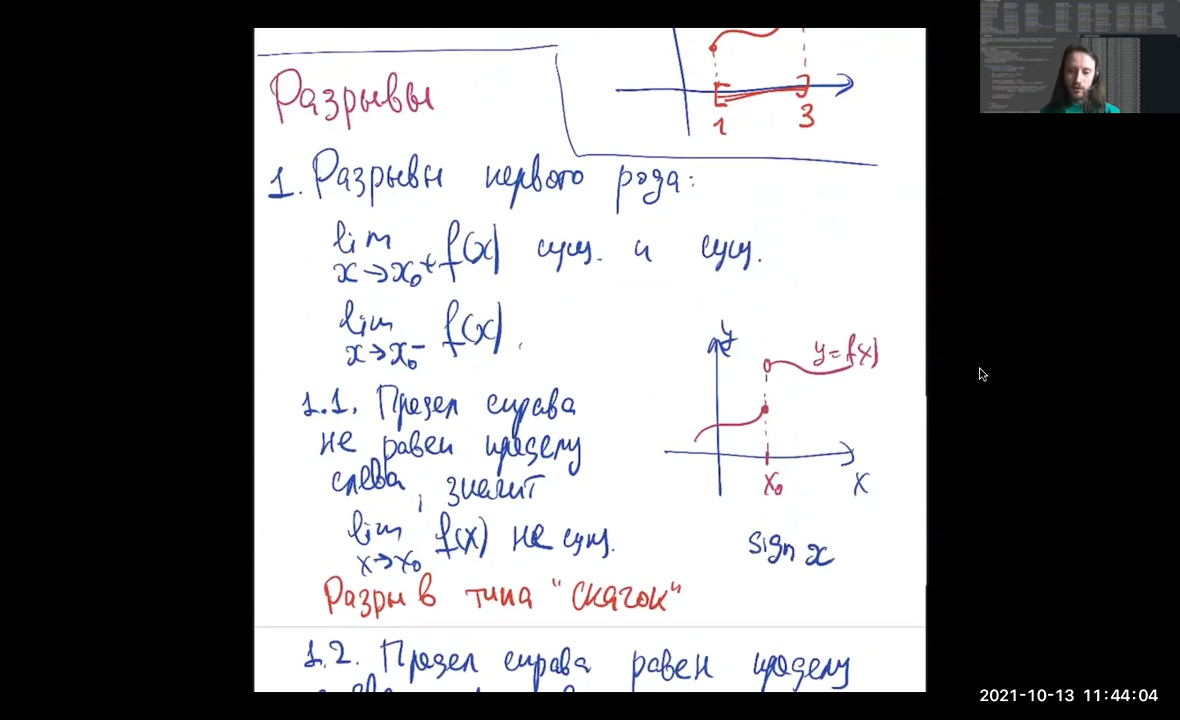 1 3
Разрывы
1. Разрывы первого рода:
lim f(x) сущ. и сущ.
x→x₀+
lim f(x).
x→x₀-
y
y=f(x)
1.1. Предел справа
не равен пределу
слева, значит
x₀ x
lim f(x) не сущ.
x→x₀
sign x
Разрыв типа "Скачок"
1.2. Предел справа равен пределу
2021-10-13 11:44:04